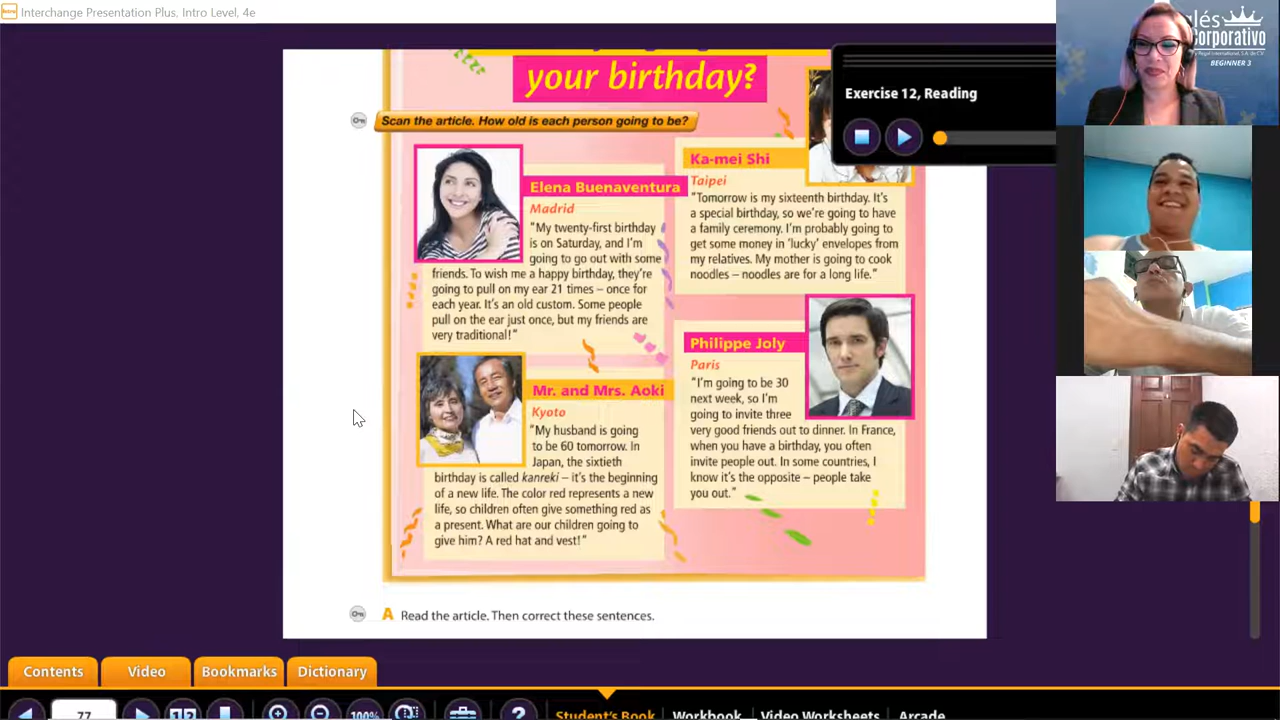 Interchange Presentation Plus, Intro Level, 4e
your birthday?
Scan the article. How old is each person going to be?
Elena Buenaventura
Madrid
"My twenty-first birthday
is on Saturday, and I'm
going to go out with some
friends. To wish me a happy birthday, they're
going to pull on my ear 21 times – once for
each year. It's an old custom. Some people
pull on the ear just once, but my friends are
very traditional!"
Mr. and Mrs. Aoki
Kyoto
"My husband is going
to be 60 tomorrow. In
Japan, the sixtieth
birthday is called kanreki – it's the beginning
of a new life. The color red represents a new
life, so children often give something red as
a present. What are our children going to
give him? A red hat and vest!"
Ka-mei Shi
Taipei
"Tomorrow is my sixteenth birthday. It's
a special birthday, so we're going to have
a family ceremony. I'm probably going to
get some money in 'lucky' envelopes from
my relatives. My mother is going to cook
noodles – noodles are for a long life."
Philippe Joly
Paris
"I'm going to be 30
next week, so I'm
going to invite three
very good friends out to dinner. In France,
when you have a birthday, you often
invite people out. In some countries, I
know it's the opposite – people take
you out."
A Read the article. Then correct these sentences.
Exercise 12, Reading
glés
orporativo
BEGINNER 3
Contents Video Bookmarks Dictionary
77
100%
?
Student's Book Workbook Video Worksheets Arcade